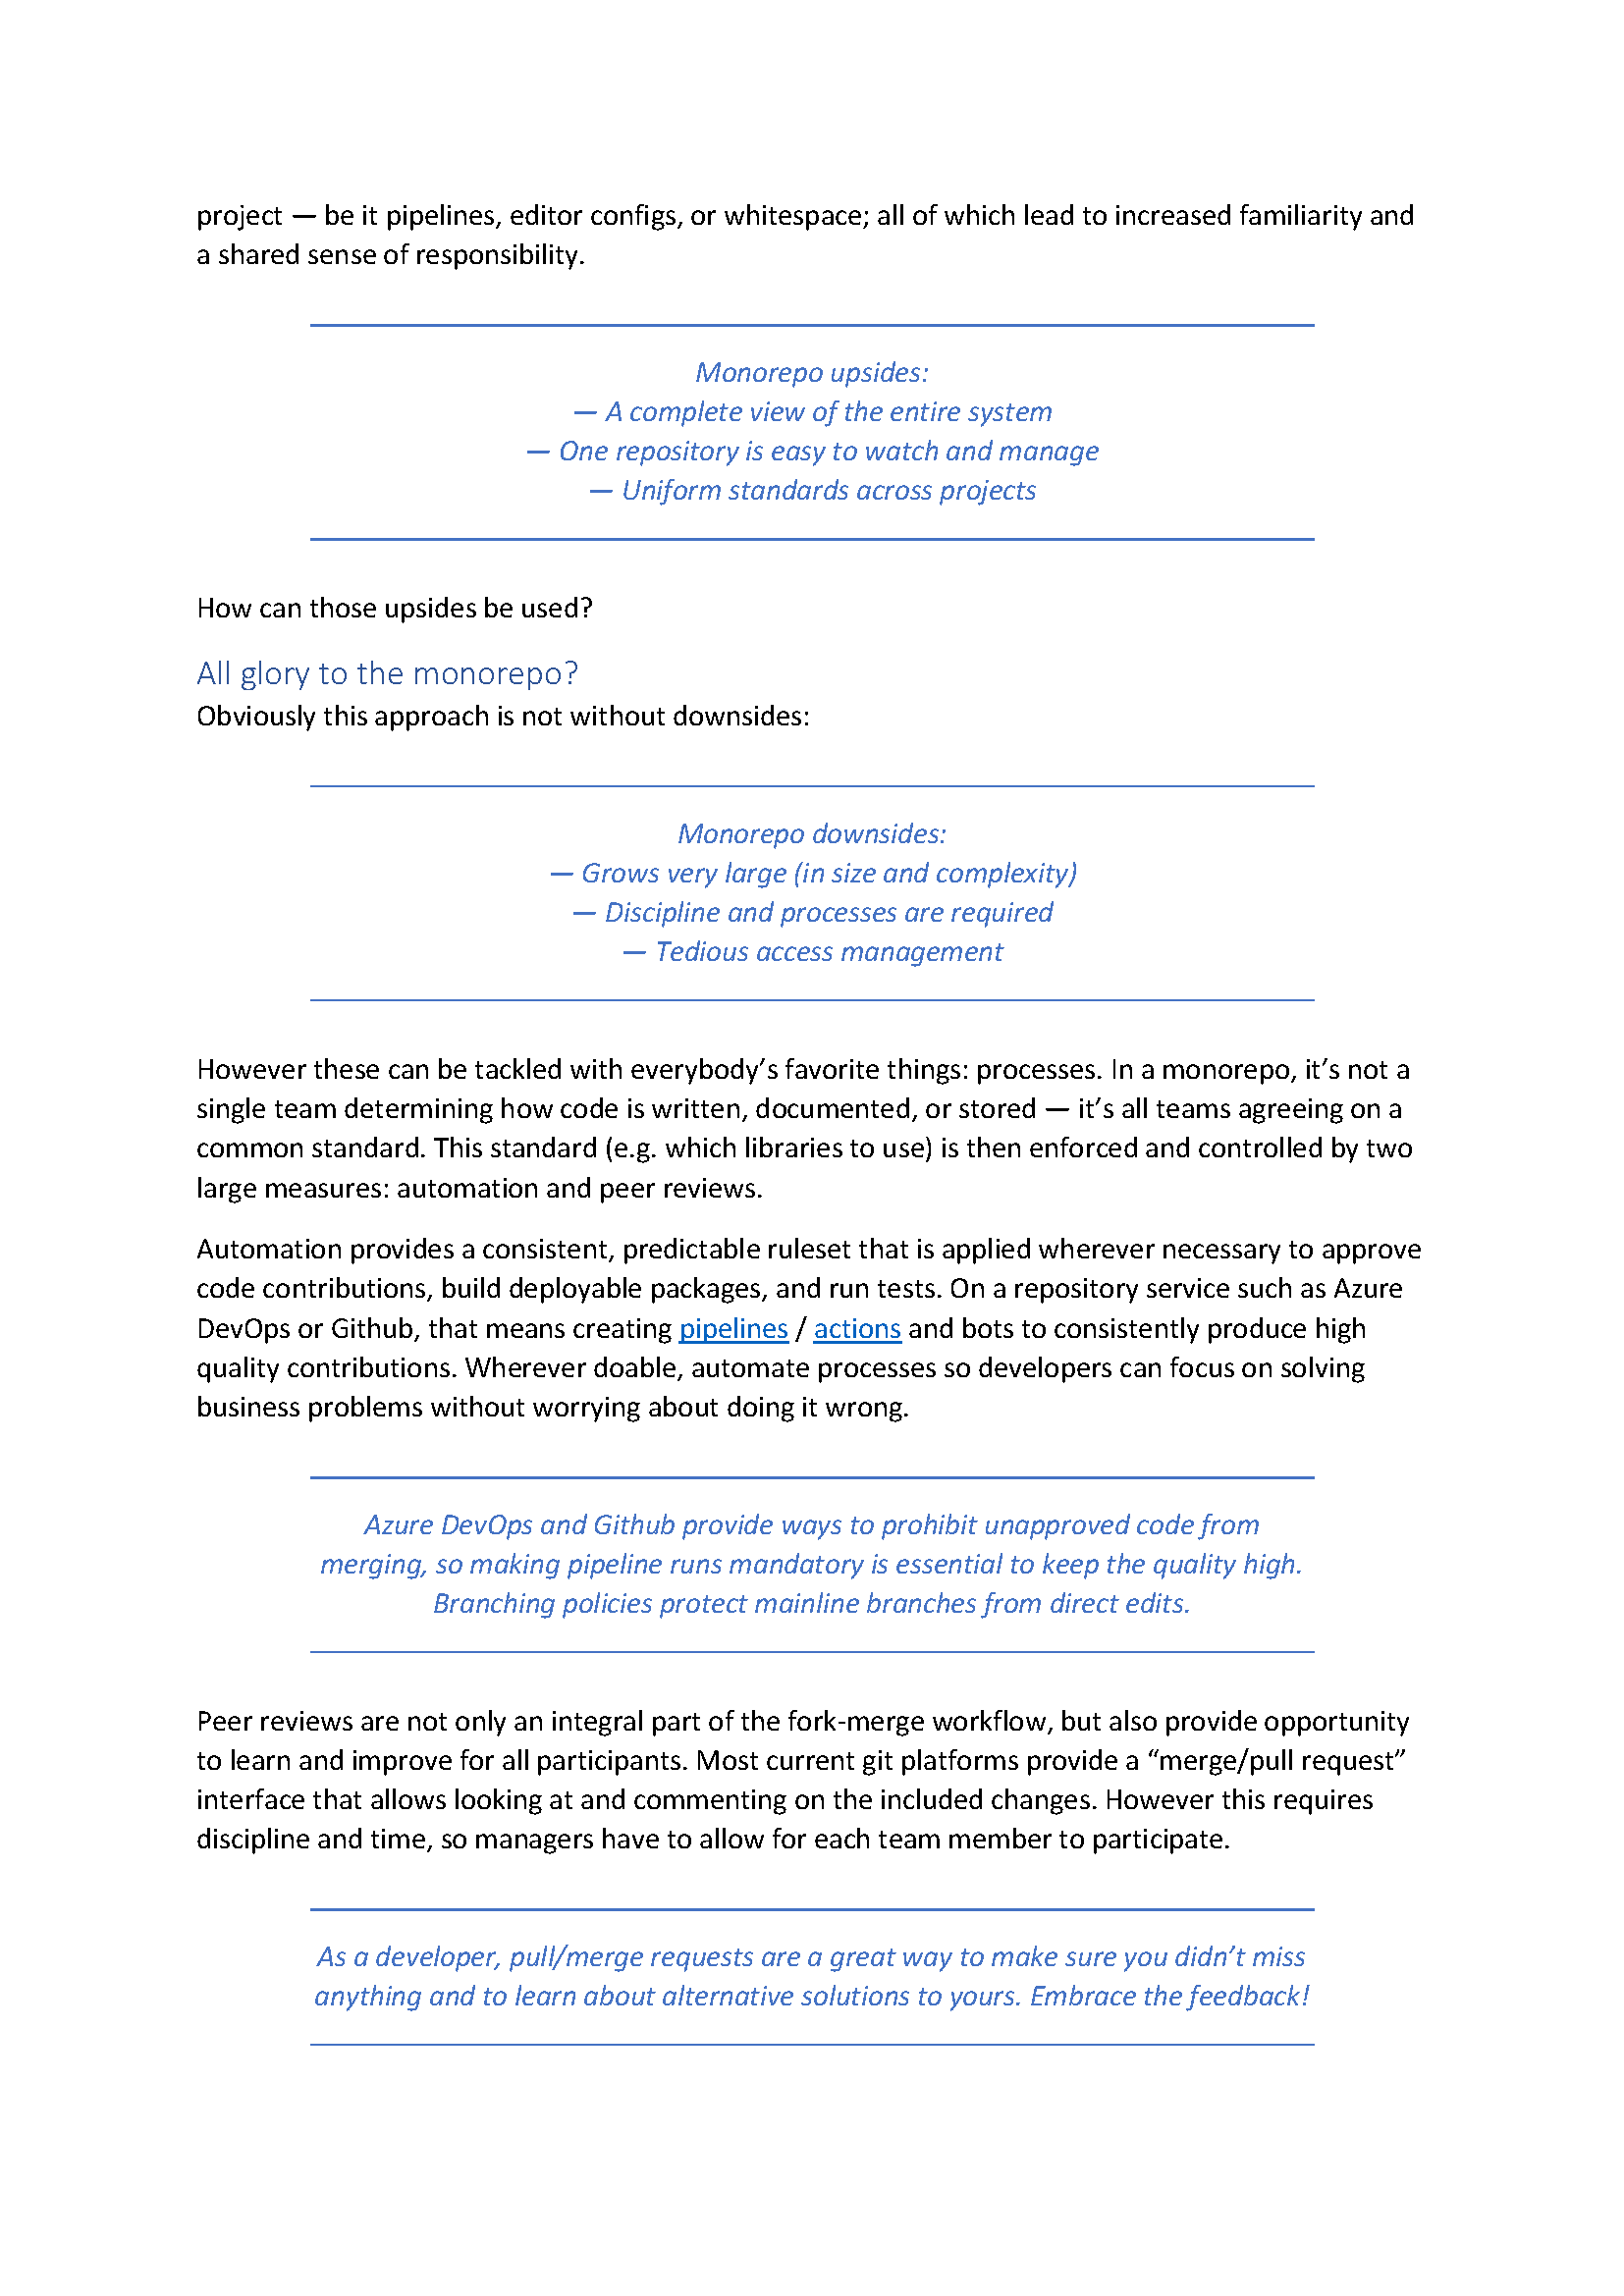 project — be it pipelines, editor configs, or whitespace; all of which lead to increased familiarity and
a shared sense of responsibility.
Monorepo upsides:
— A complete view of the entire system
— One repository is easy to watch and manage
— Uniform standards across projects
How can those upsides be used?
All glory to the monorepo?
Obviously this approach is not without downsides:
Monorepo downsides:
— Grows very large (in size and complexity)
— Discipline and processes are required
— Tedious access management
However these can be tackled with everybody’s favorite things: processes. In a monorepo, it’s not a
single team determining how code is written, documented, or stored — it’s all teams agreeing on a
common standard. This standard (e.g. which libraries to use) is then enforced and controlled by two
large measures: automation and peer reviews.
Automation provides a consistent, predictable ruleset that is applied wherever necessary to approve
code contributions, build deployable packages, and run tests. On a repository service such as Azure
DevOps or Github, that means creating pipelines / actions and bots to consistently produce high
quality contributions. Wherever doable, automate processes so developers can focus on solving
business problems without worrying about doing it wrong.
Azure DevOps and Github provide ways to prohibit unapproved code from
merging, so making pipeline runs mandatory is essential to keep the quality high.
Branching policies protect mainline branches from direct edits.
Peer reviews are not only an integral part of the fork-merge workflow, but also provide opportunity
to learn and improve for all participants. Most current git platforms provide a “merge/pull request”
interface that allows looking at and commenting on the included changes. However this requires
discipline and time, so managers have to allow for each team member to participate.
As a developer, pull/merge requests are a great way to make sure you didn’t miss
anything and to learn about alternative solutions to yours. Embrace the feedback!